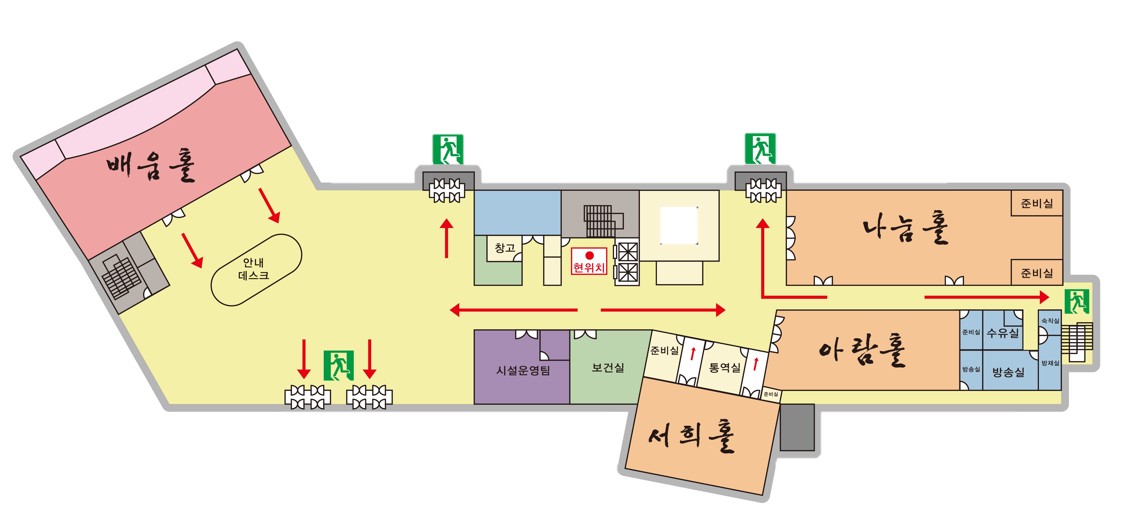 배움홀
안내
데스크
창고
현위치
나눔홀
준비실
준비실
시설운영팀
보건실
준비실
통역실
준비실
서희홀
아람홀
준비실
수유실
숙직실
방송실
방송실
방재실